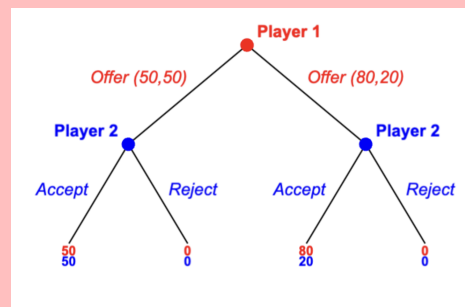 Player 1
Offer (50,50)
Offer (80,20)
Player 2
Player 2
Accept
Reject
Accept
Reject
50
0
80
0
50
0
20
0